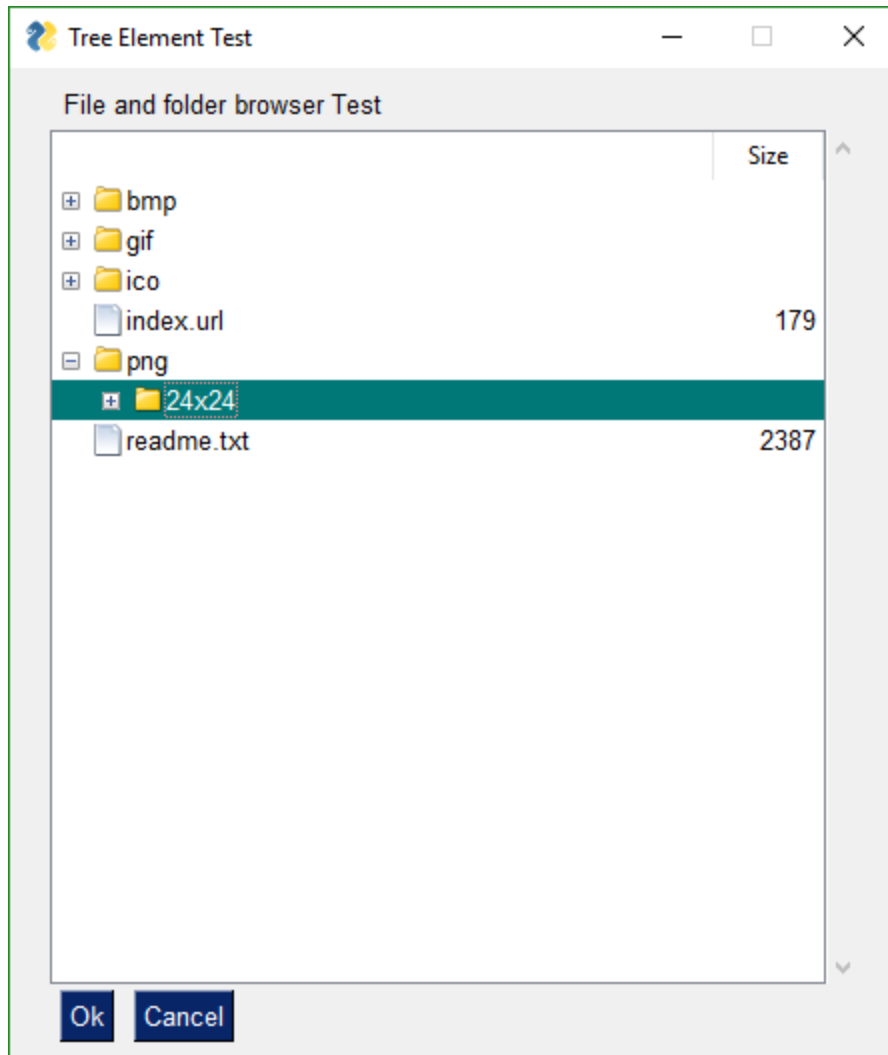 Tree Element Test
File and folder browser Test
Size
bmp
gif
ico
index.url 179
png
24x24
readme.txt 2387
Ok Cancel